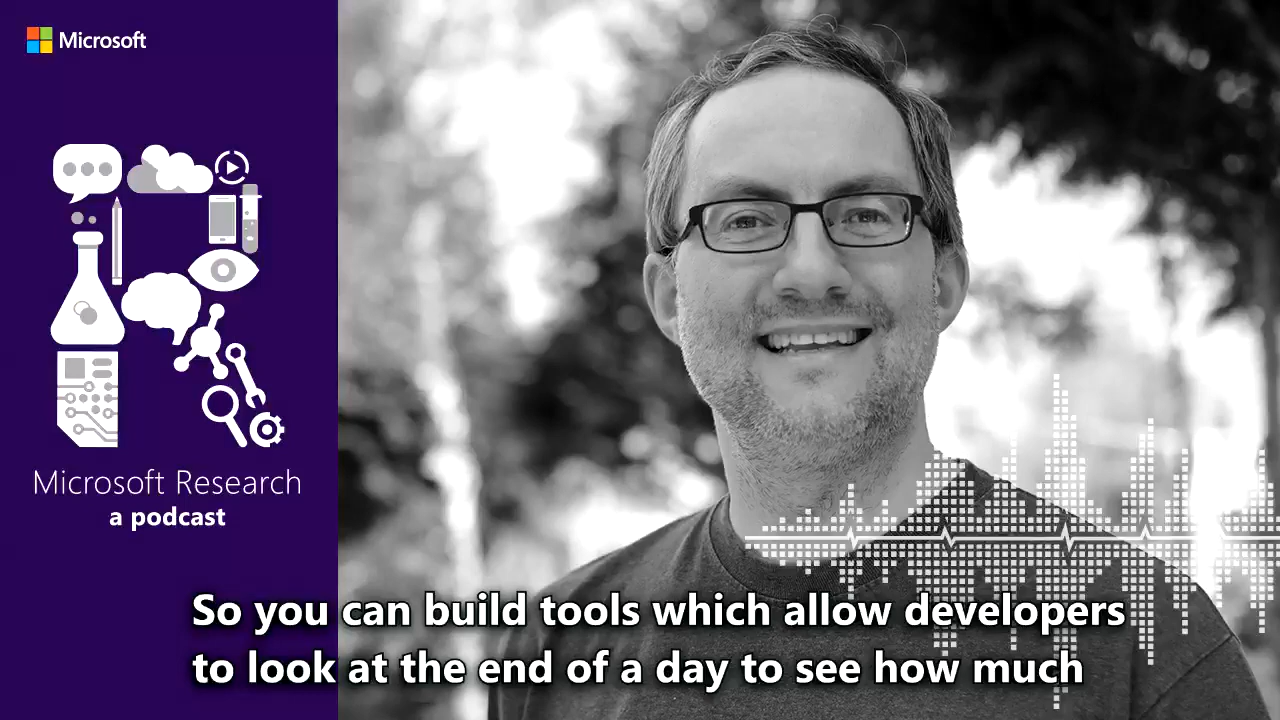 Microsoft
Microsoft Research
a podcast
So you can build tools which allow developers
to look at the end of a day to see how much